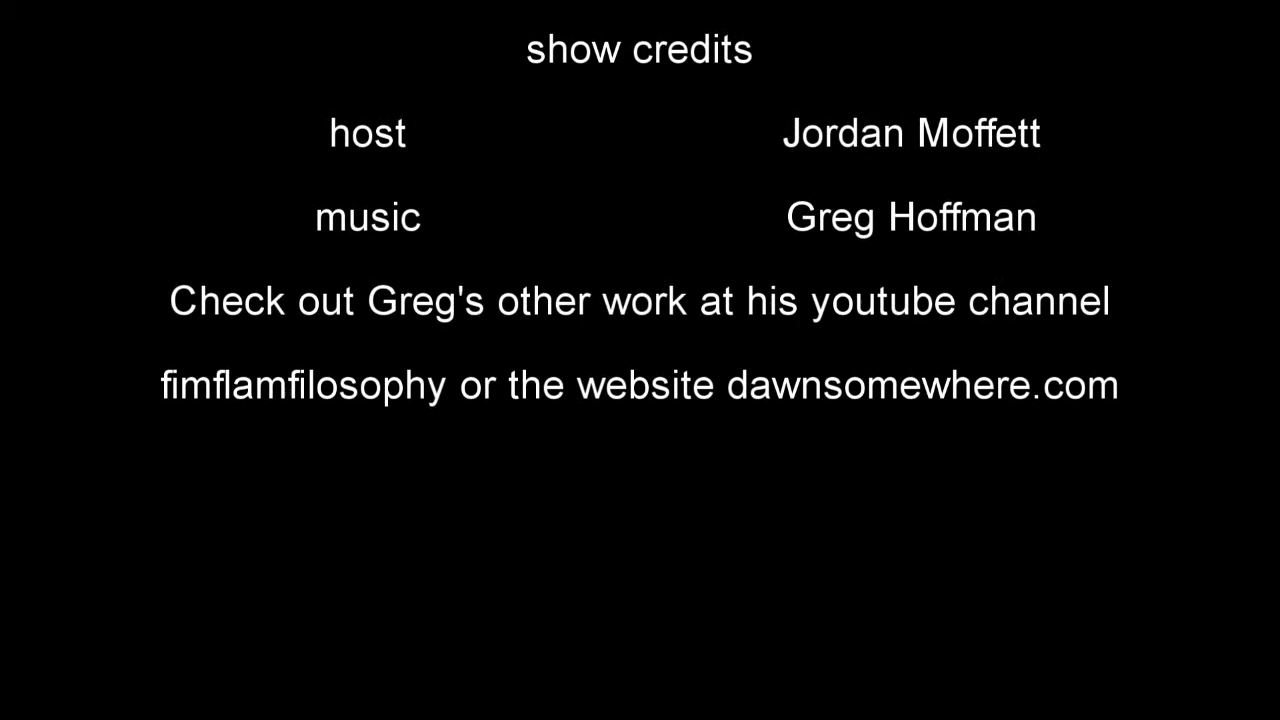 show credits
host Jordan Moffett
music Greg Hoffman
Check out Greg's other work at his youtube channel
fimflamfilosophy or the website dawnsomewhere.com